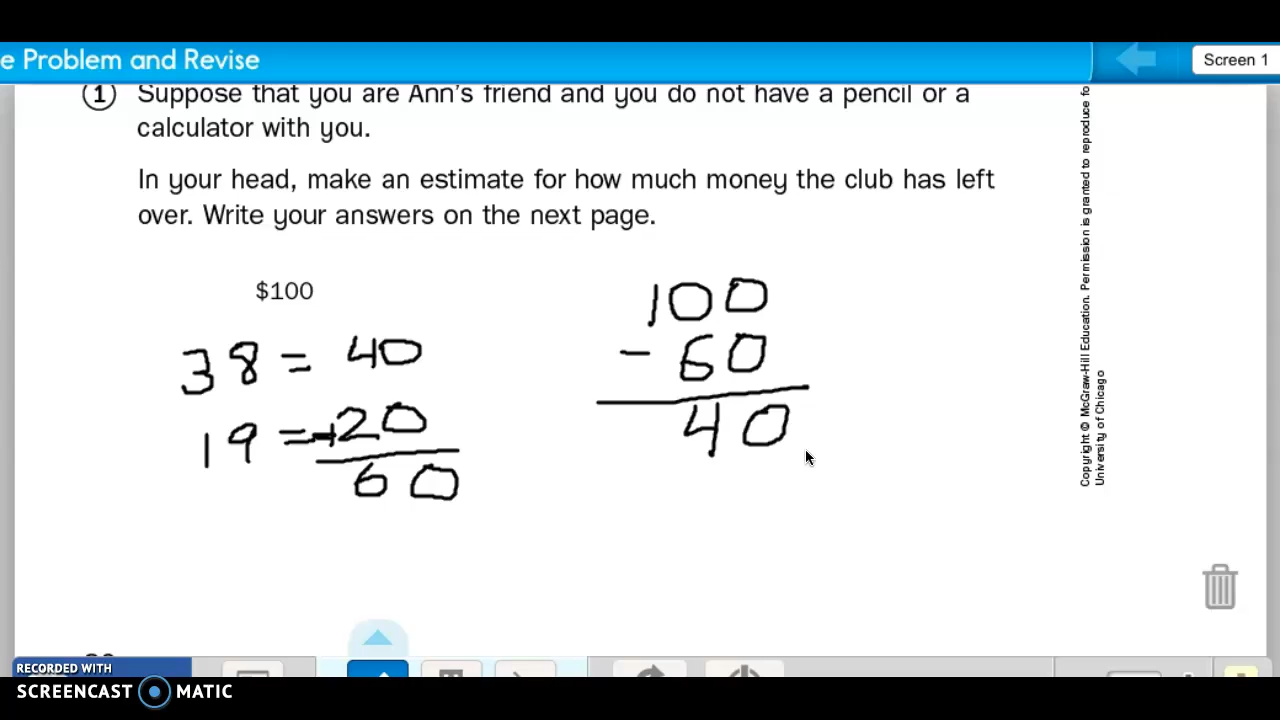 e Problem and Revise
Screen 1
1 Suppose that you are Ann's friend and you do not have a pencil or a
calculator with you.
In your head, make an estimate for how much money the club has left
over. Write your answers on the next page.
$100
38 = 40
19 = +20
60
100
- 60
40
Copyright © McGraw-Hill Education. Permission is granted to reproduce fo
University of Chicago
RECORDED WITH
SCREENCAST MATIC